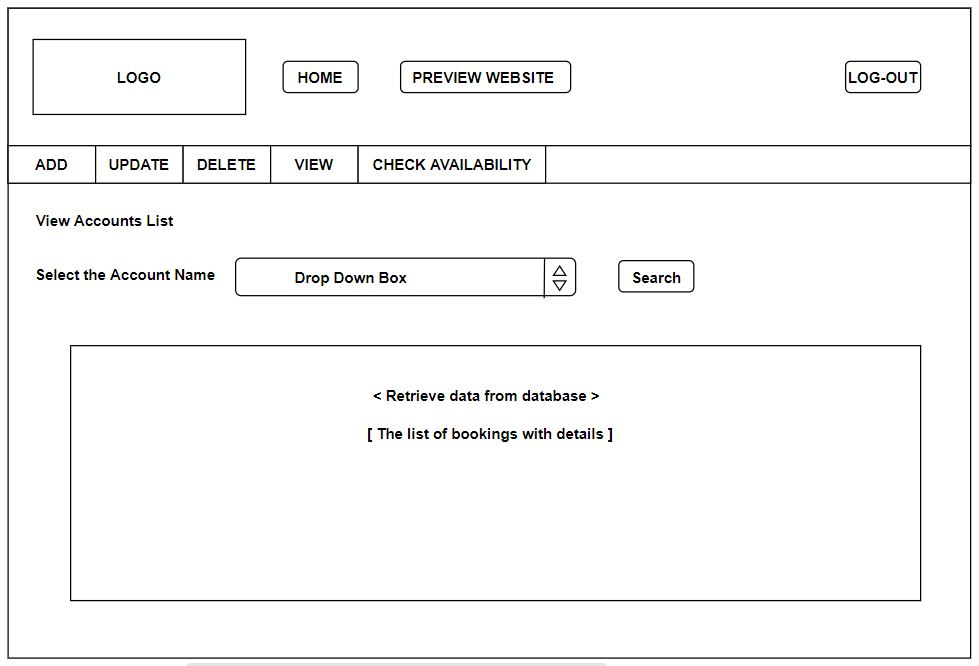 LOGO
HOME
PREVIEW WEBSITE
LOG-OUT
ADD
UPDATE
DELETE
VIEW
CHECK AVAILABILITY
View Accounts List
Select the Account Name
Drop Down Box
Search
< Retrieve data from database >
[ The list of bookings with details ]